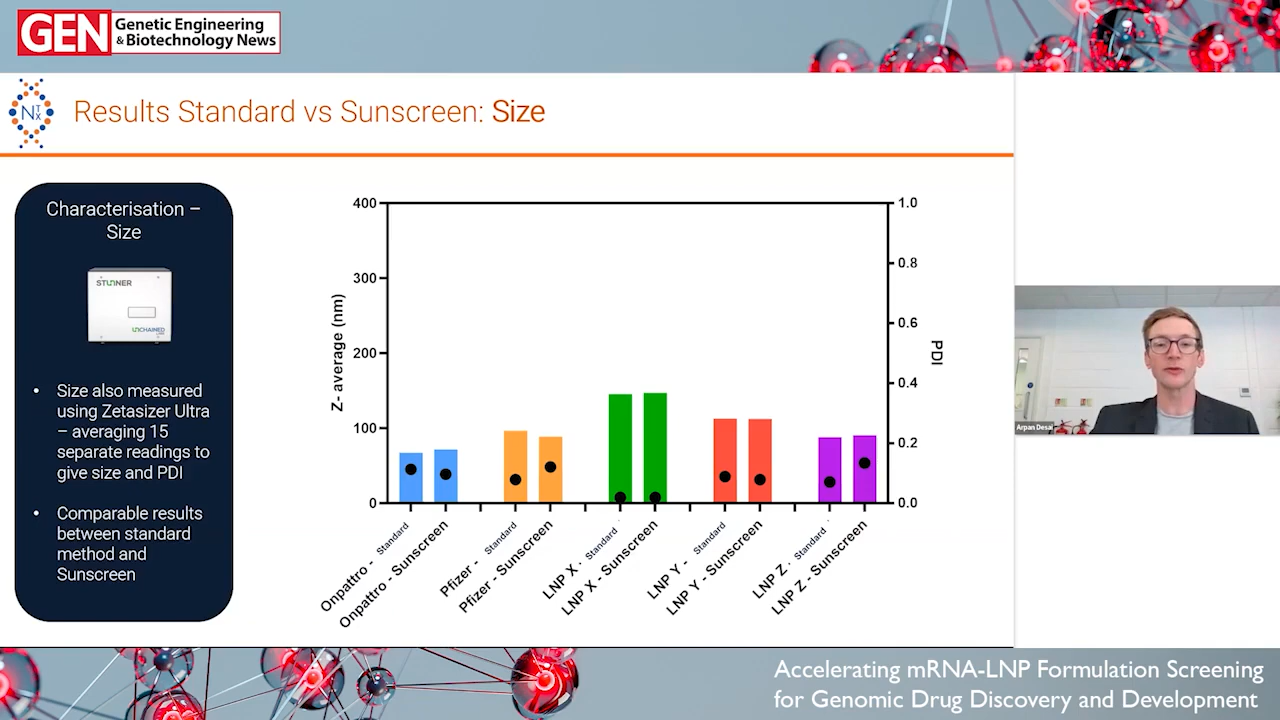 GEN Genetic Engineering
& Biotechnology News
NTX
Results Standard vs Sunscreen: Size
Characterisation –
Size
STUNNER
UNCHAINED
LABS
• Size also measured
using Zetasizer Ultra
– averaging 15
separate readings to
give size and PDI
• Comparable results
between standard
method and
Sunscreen
Z- average (nm)
400
300
200
100
0
PDI
1.0
0.8
0.6
0.4
0.2
0.0
Onpattro - Standard
Onpattro - Sunscreen
Pfizer - Standard
Pfizer - Sunscreen
LNP X - Standard
LNP X - Sunscreen
LNP Y - Standard
LNP Y - Sunscreen
LNP Z - Standard
LNP Z - Sunscreen
Arpan Desai
Accelerating mRNA-LNP Formulation Screening
for Genomic Drug Discovery and Development